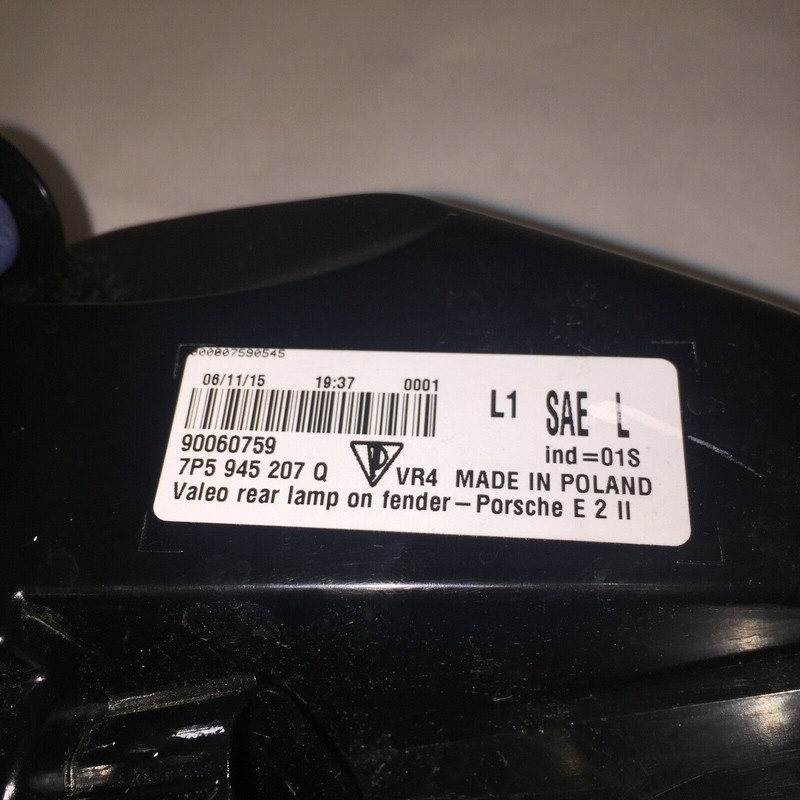 000807590545
06/11/15 19:37 0001
L1 SAE L
90060759
ind=01S
7P5 945 207 Q VR4 MADE IN POLAND
Valeo rear lamp on fender-Porsche E 2 II